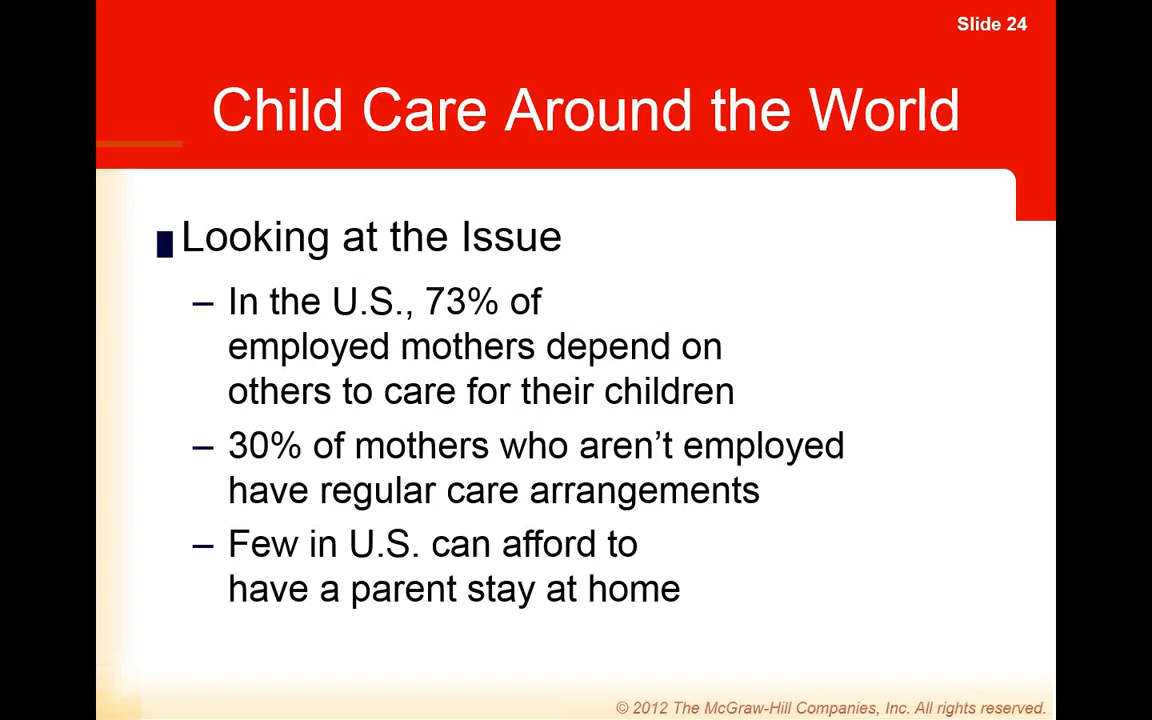 Slide 24
Child Care Around the World
Looking at the Issue
– In the U.S., 73% of
employed mothers depend on
others to care for their children
– 30% of mothers who aren’t employed
have regular care arrangements
– Few in U.S. can afford to
have a parent stay at home
© 2012 The McGraw-Hill Companies, Inc. All rights reserved.